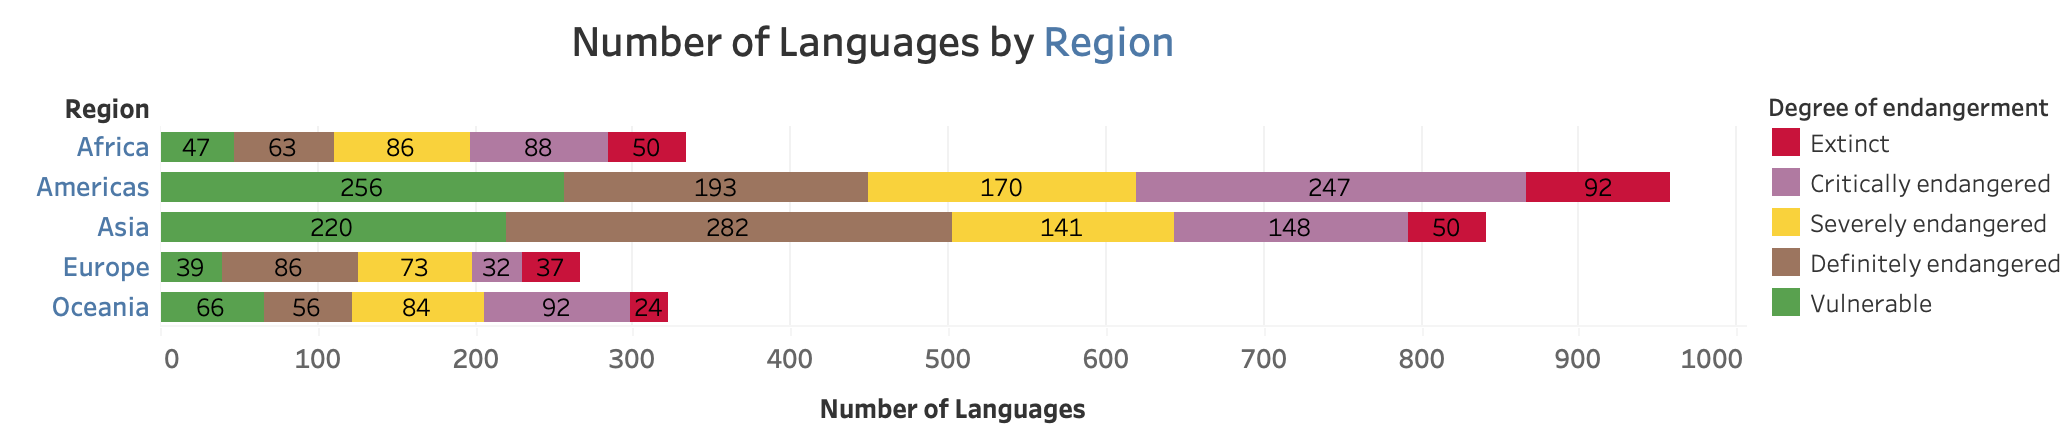 Number of Languages by Region
Region
Africa 47 63 86 88 50
Americas 256 193 170 247 92
Asia 220 282 141 148 50
Europe 39 86 73 32 37
Oceania 66 56 84 92 24
0 100 200 300 400 500 600 700 800 900 1000
Number of Languages
Degree of endangerment
Extinct
Critically endangered
Severely endangered
Definitely endangered
Vulnerable